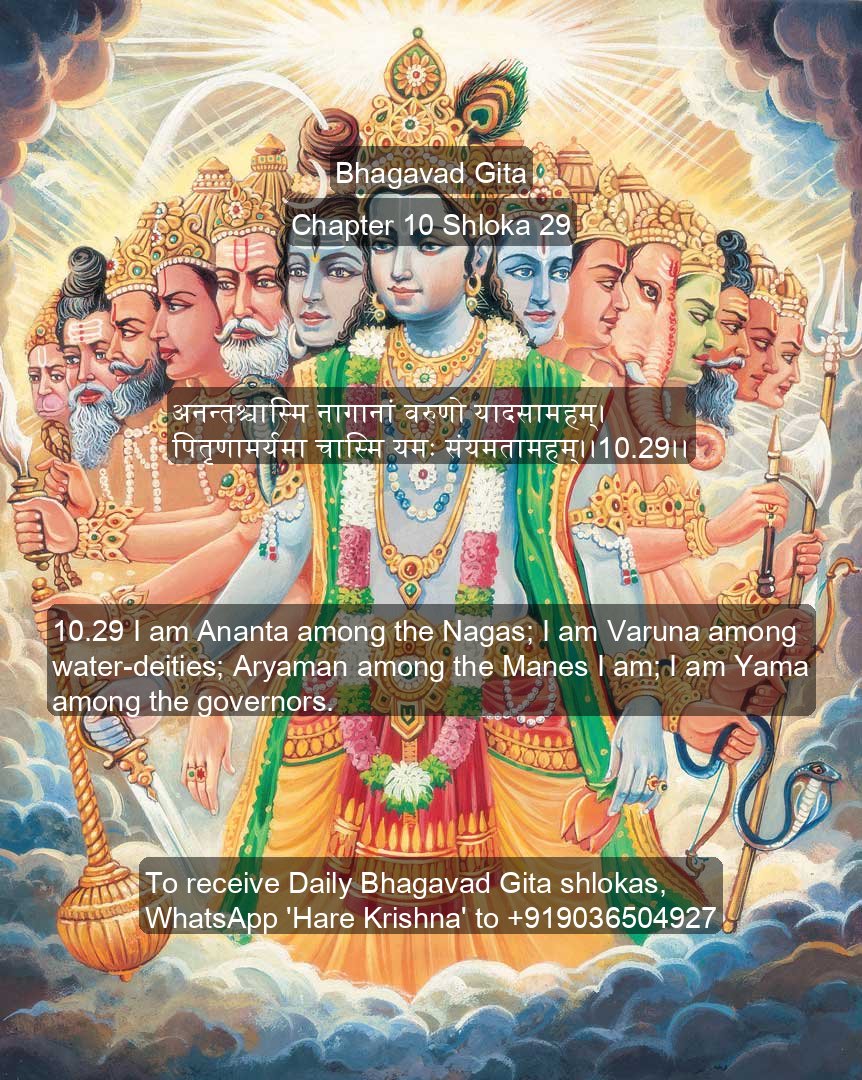 Bhagavad Gita
Chapter 10 Shloka 29
अनन्तश्चास्मि नागानां वरुणो यादसामहम्।
पितृणामर्यमा चास्मि यमः संयमतामहम्।।10.29।।
10.29 I am Ananta among the Nagas; I am Varuna among
water-deities; Aryaman among the Manes I am; I am Yama
among the governors.
To receive Daily Bhagavad Gita shlokas,
WhatsApp 'Hare Krishna' to +919036504927